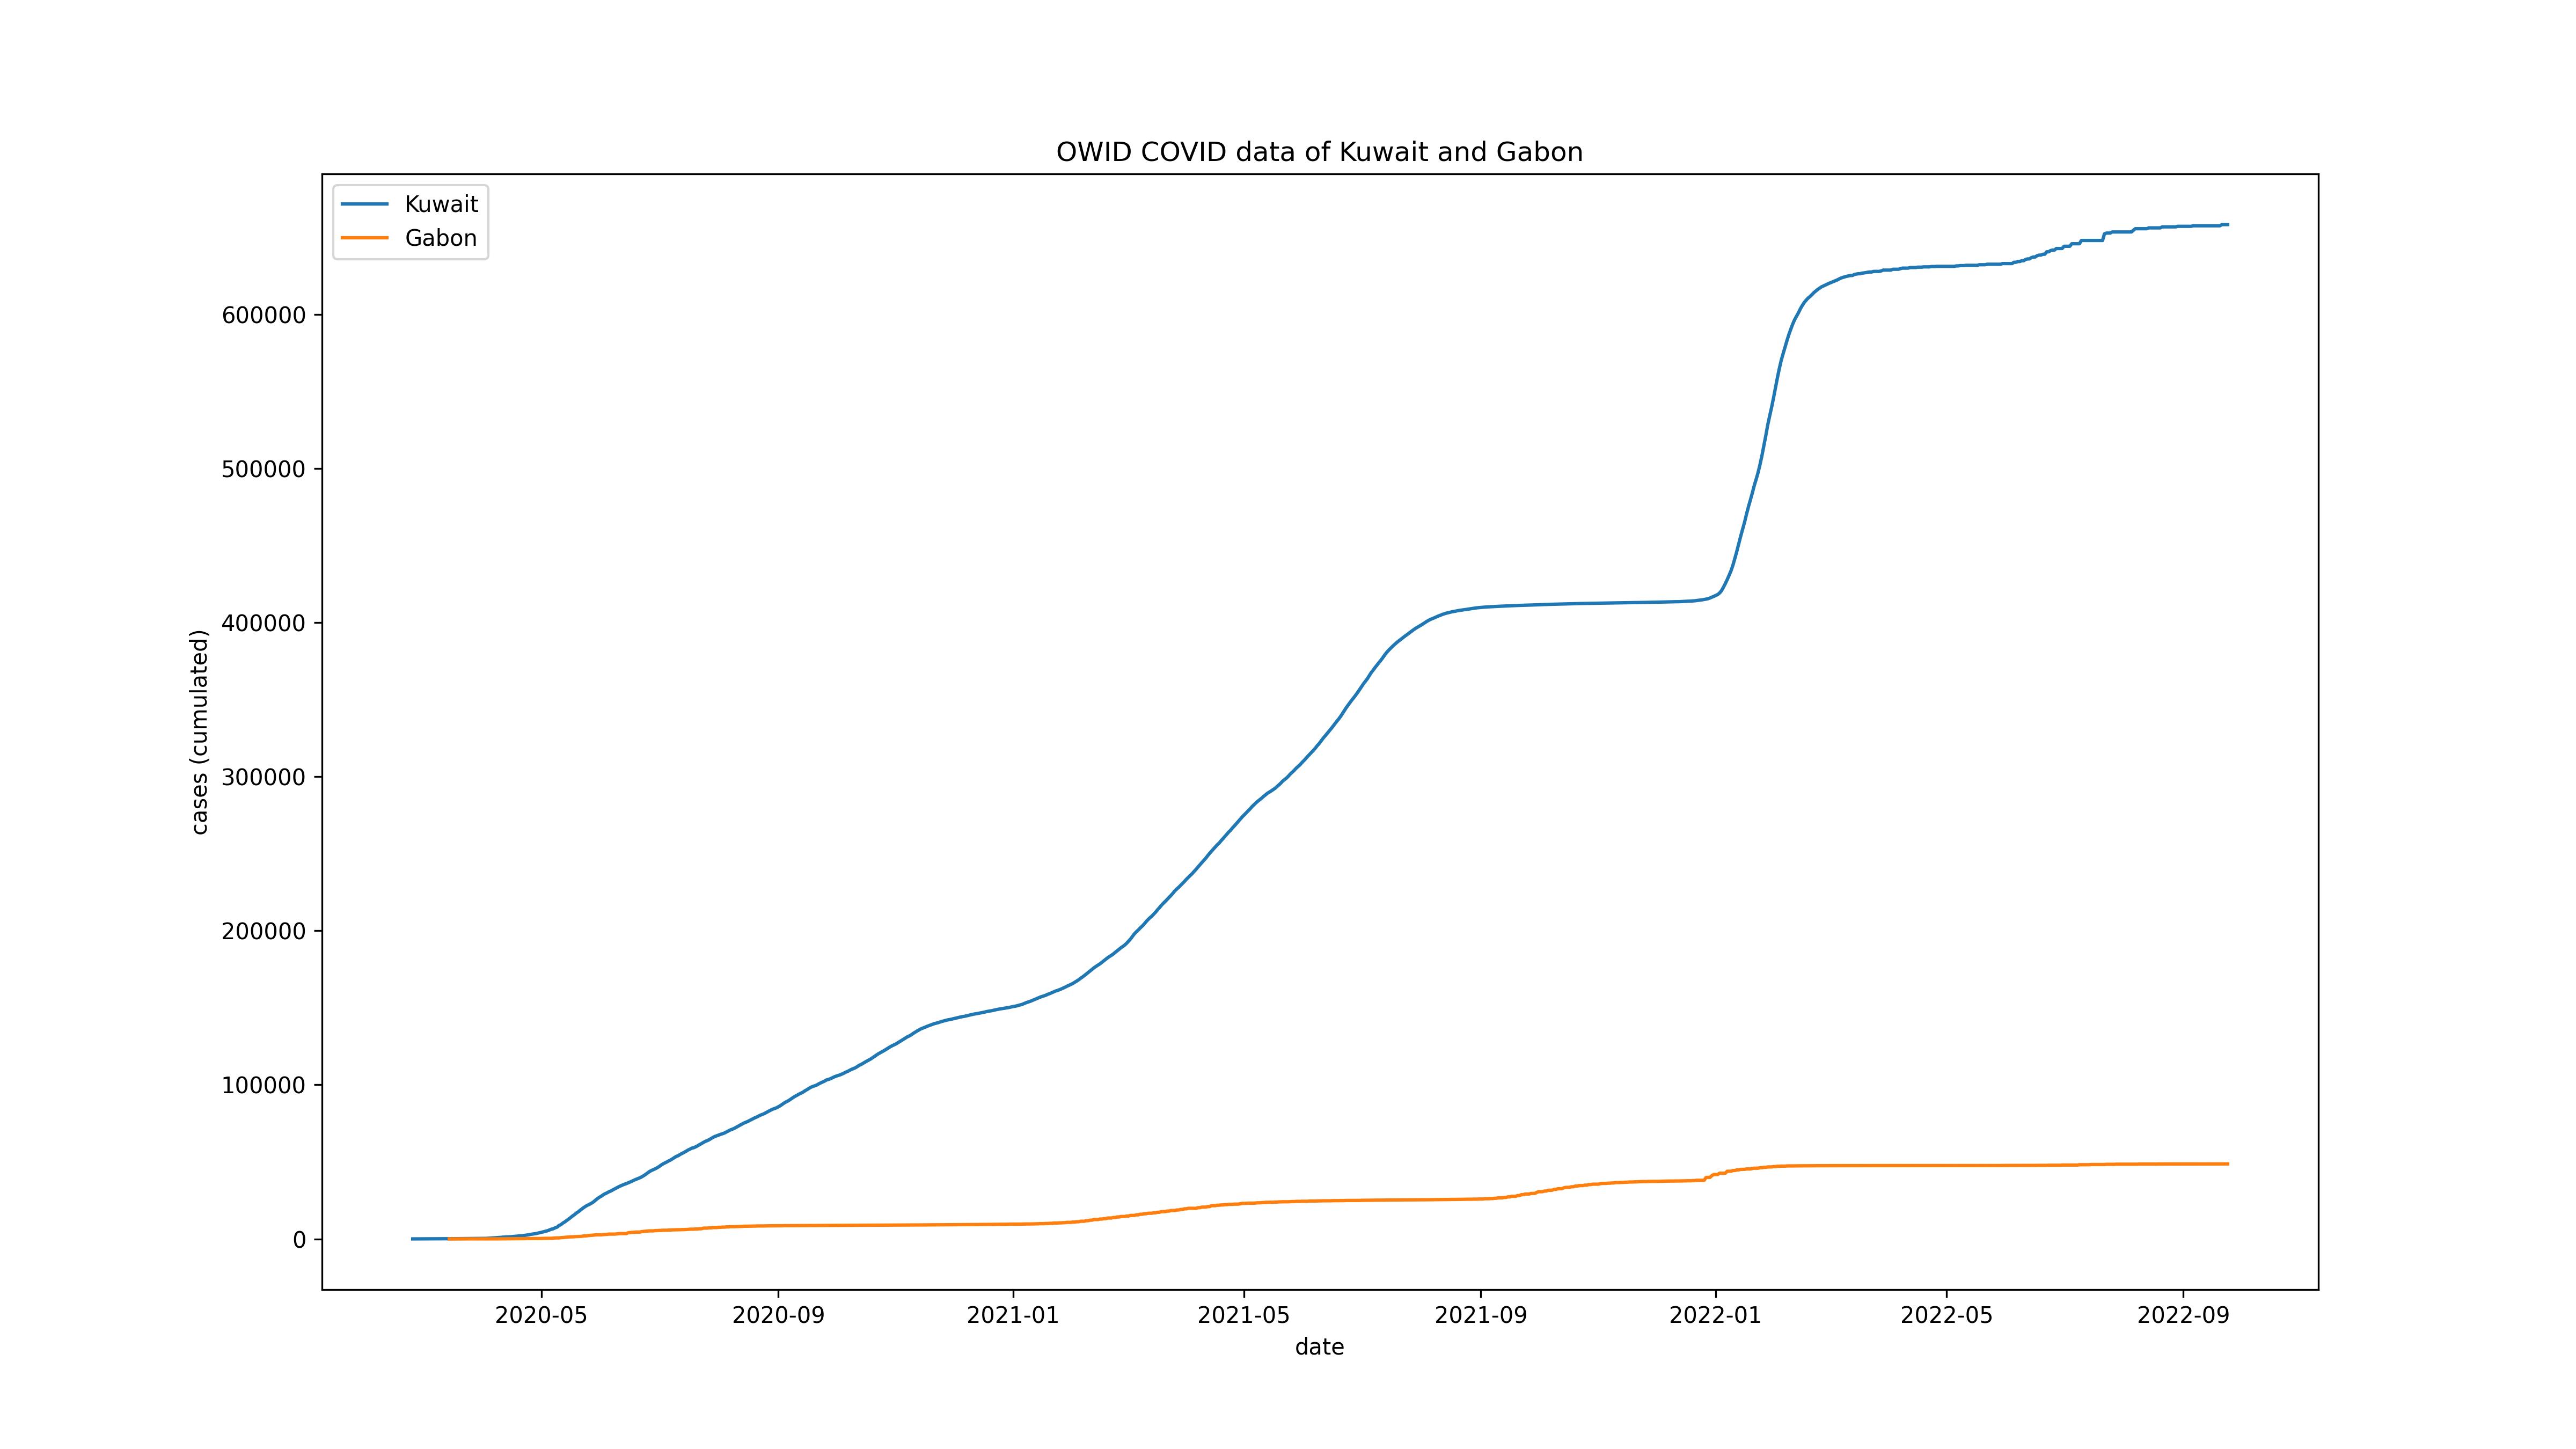 OWID COVID data of Kuwait and Gabon
Kuwait
Gabon
600000
500000
400000
300000
200000
100000
0
cases (cumulated)
2020-05 2020-09 2021-01 2021-05 2021-09 2022-01 2022-05 2022-09
date